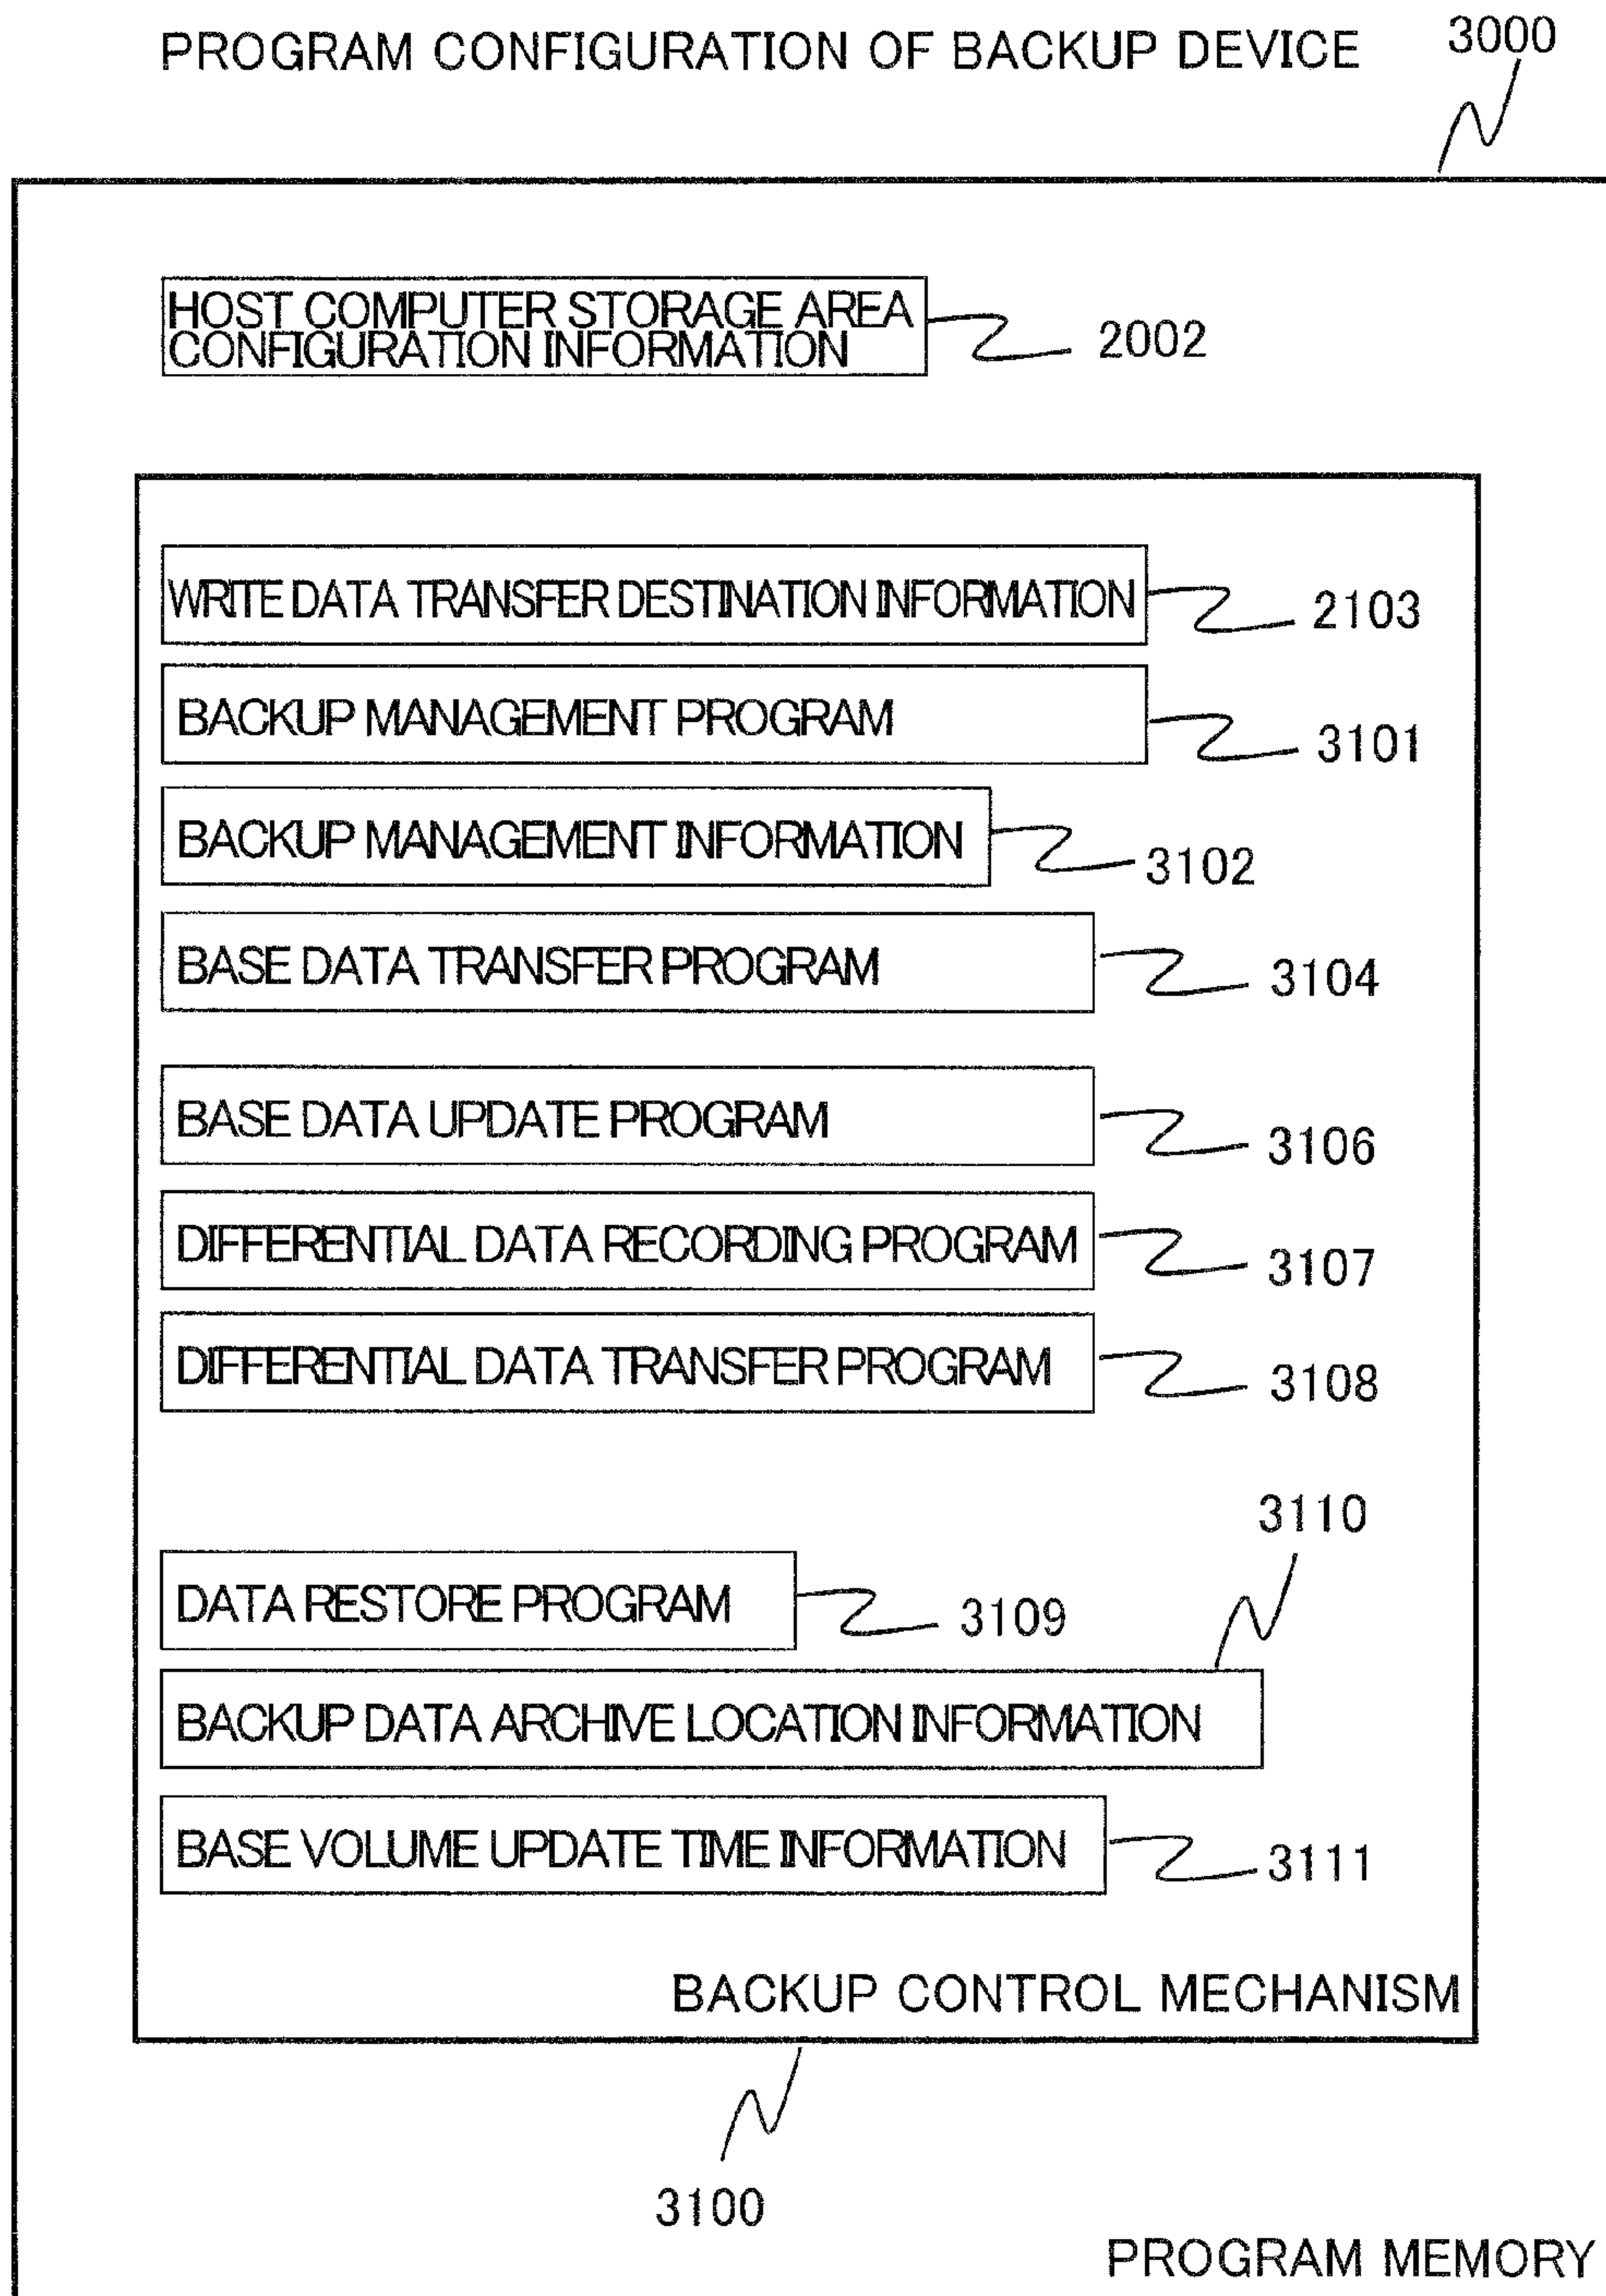 PROGRAM CONFIGURATION OF BACKUP DEVICE
3000
HOST COMPUTER STORAGE AREA
CONFIGURATION INFORMATION
2002
WRITE DATA TRANSFER DESTINATION INFORMATION
2103
BACKUP MANAGEMENT PROGRAM
3101
BACKUP MANAGEMENT INFORMATION
3102
BASE DATA TRANSFER PROGRAM
3104
BASE DATA UPDATE PROGRAM
3106
DIFFERENTIAL DATA RECORDING PROGRAM
3107
DIFFERENTIAL DATA TRANSFER PROGRAM
3108
3110
DATA RESTORE PROGRAM
3109
BACKUP DATA ARCHIVE LOCATION INFORMATION
BASE VOLUME UPDATE TIME INFORMATION
3111
BACKUP CONTROL MECHANISM
3100
PROGRAM MEMORY